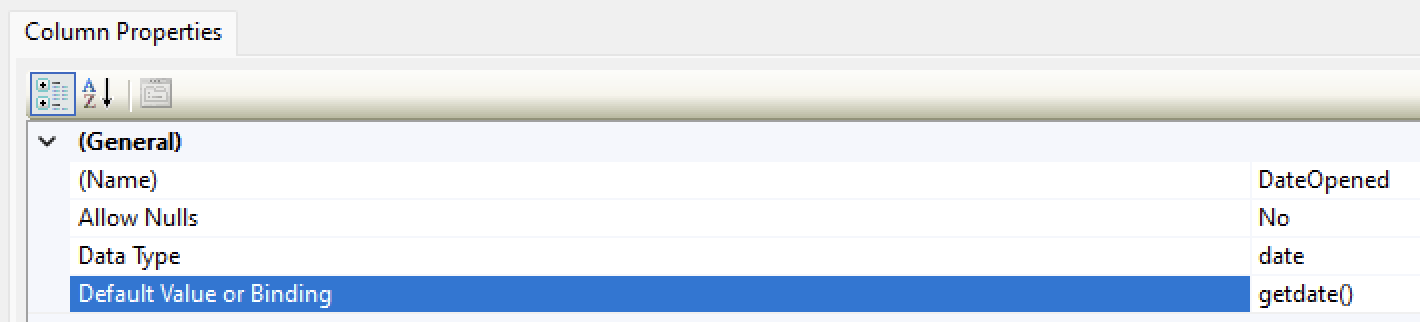 Column Properties
A Z
(General)
(Name) DateOpened
Allow Nulls No
Data Type date
Default Value or Binding getdate()